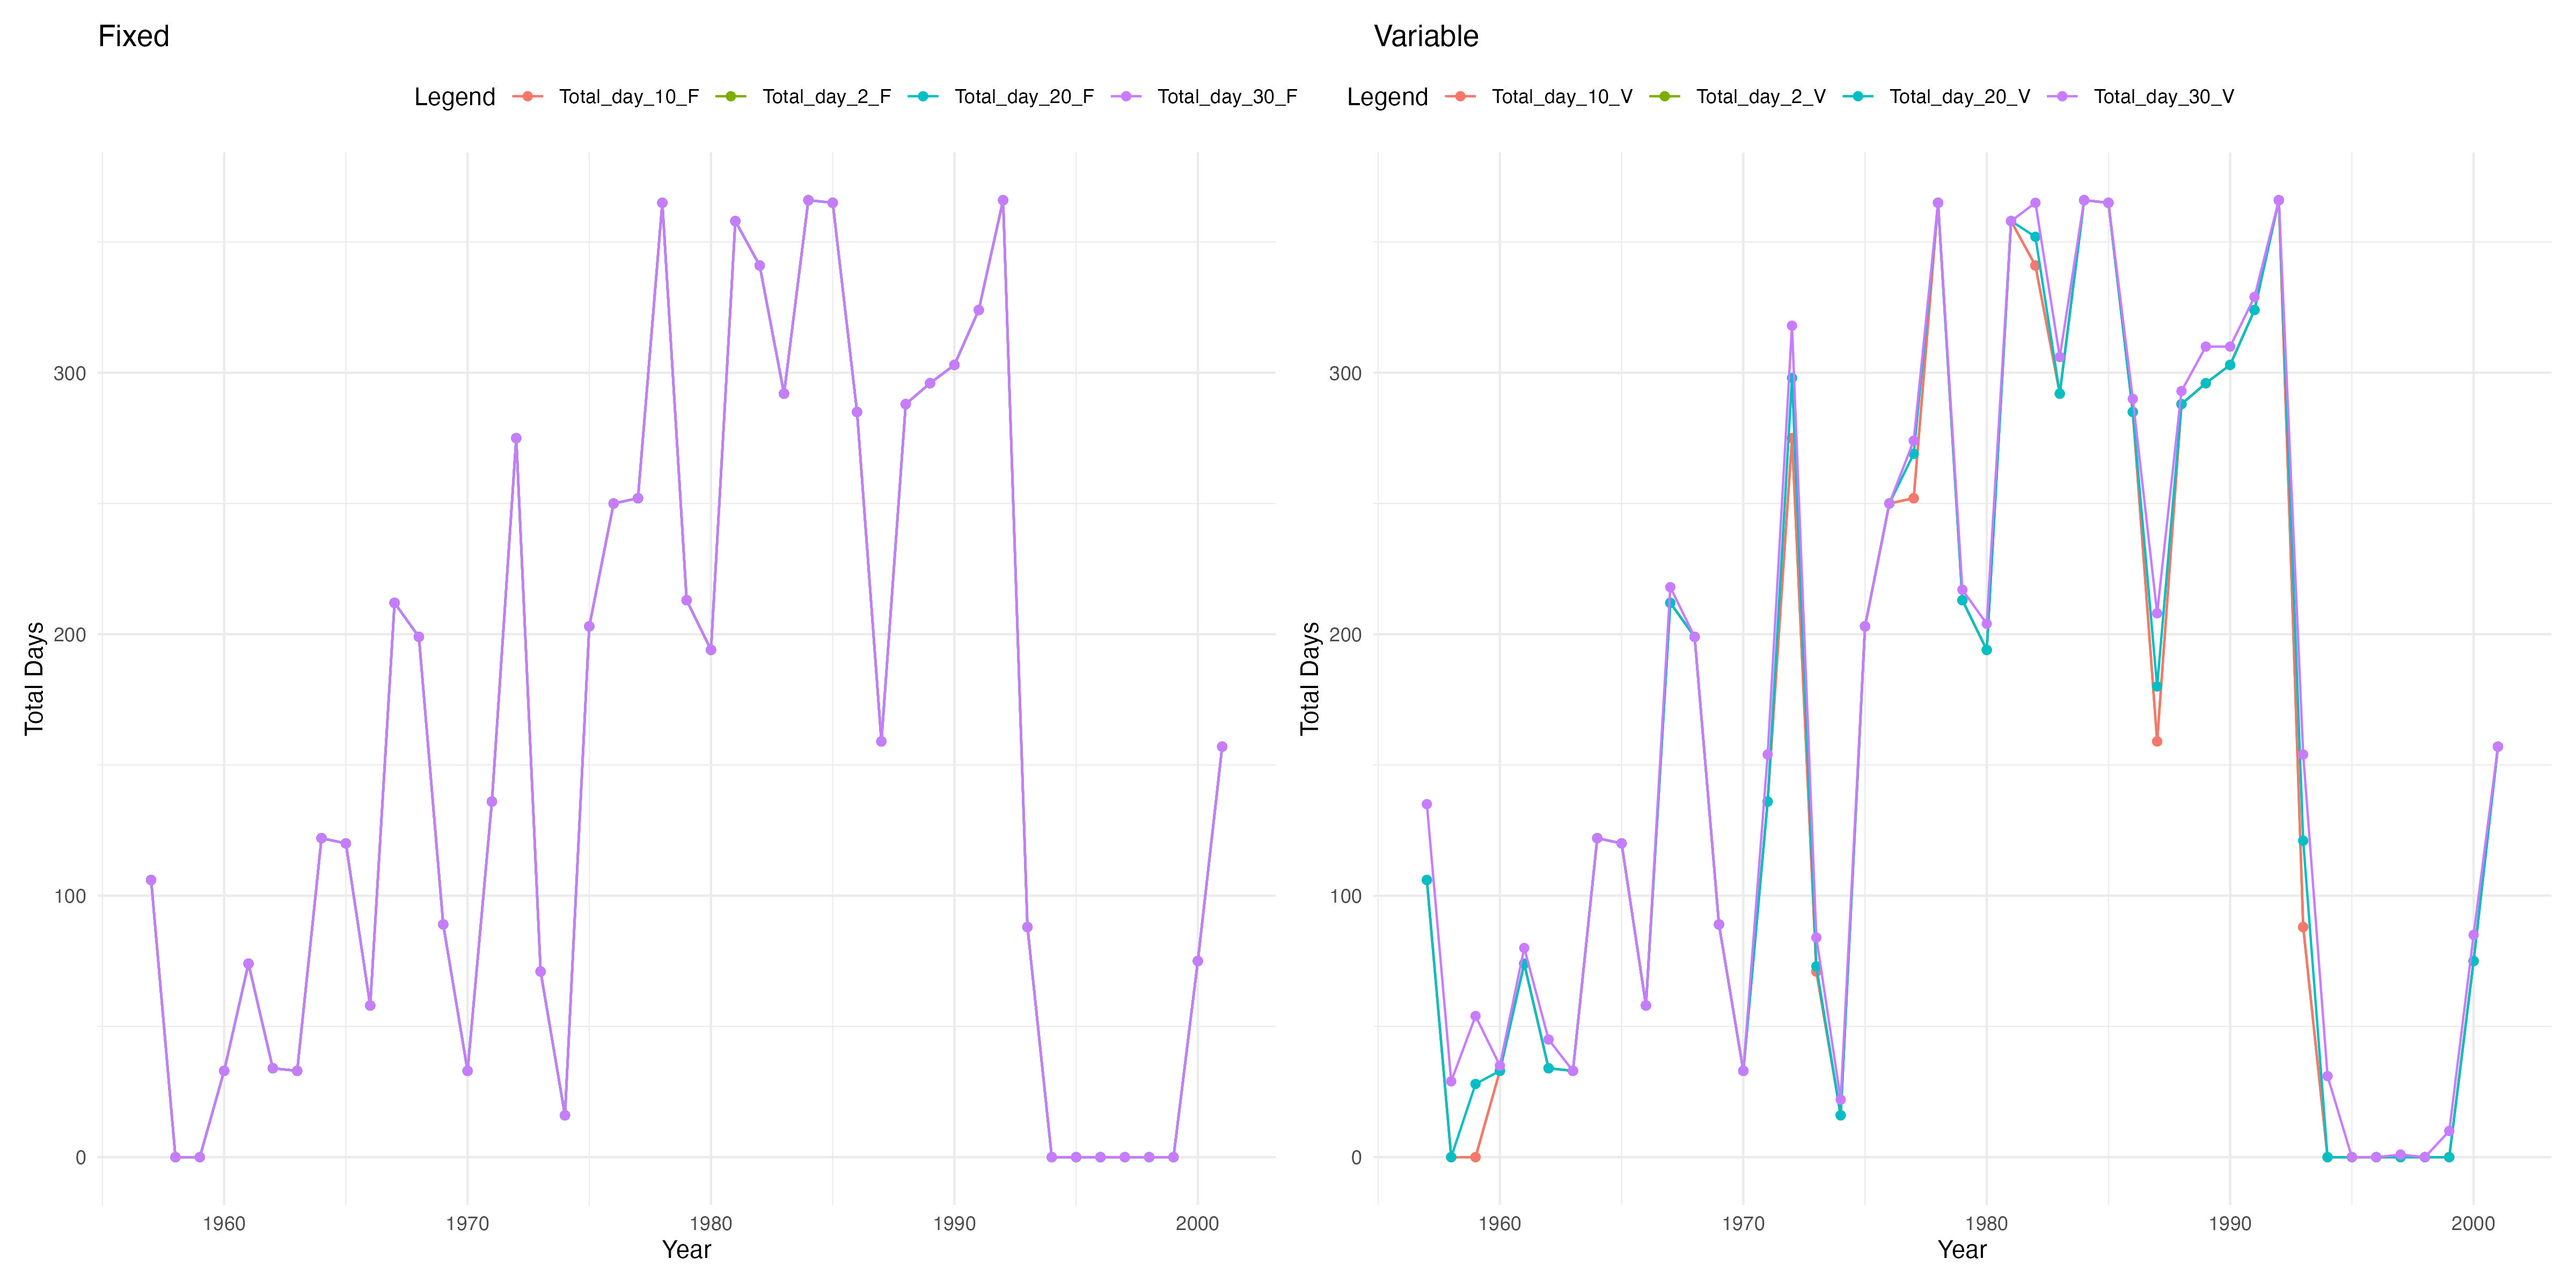 Fixed
Legend Total_day_10_F Total_day_2_F Total_day_20_F Total_day_30_F
Total Days
300
200
100
0
1960 1970 1980 1990 2000
Year
Variable
Legend Total_day_10_V Total_day_2_V Total_day_20_V Total_day_30_V
Total Days
300
200
100
0
1960 1970 1980 1990 2000
Year